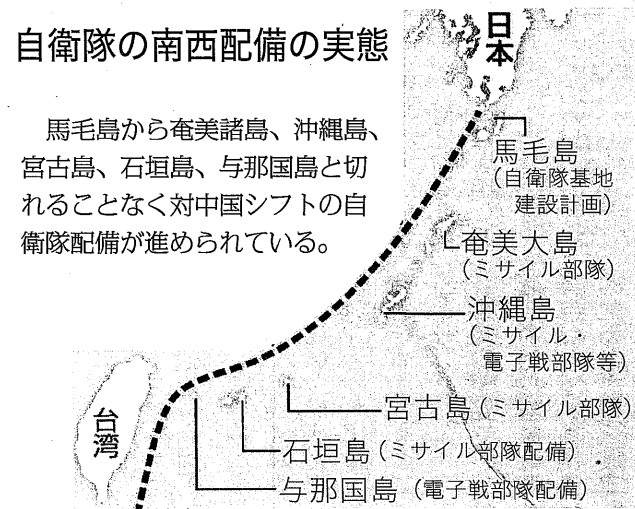 自衛隊の南西配備の実態
馬毛島から奄美諸島、沖縄島、
宮古島、石垣島、与那国島と切
れることなく対中国シフトの自
衛隊配備が進められている。
日本
馬毛島
(自衛隊基地
建設計画)
奄美大島
(ミサイル部隊)
沖縄島
(ミサイル・
電子戦部隊等)
宮古島(ミサイル部隊)
石垣島(ミサイル部隊配備)
与那国島(電子戦部隊配備)
台湾